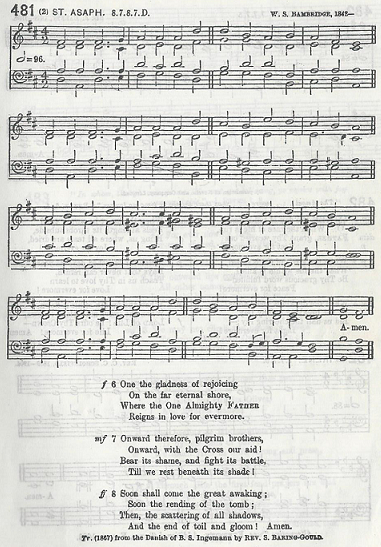 481 (2) ST. ASAPH. 8.7.8.7.D. W. S. BAMBRIDGE, 1842—
=96.
A-men.
f 6 One the gladness of rejoicing
On the far eternal shore,
Where the One Almighty FATHER
Reigns in love for evermore.
mf 7 Onward therefore, pilgrim brothers,
Onward, with the Cross our aid!
Bear its shame, and fight its battle,
Till we rest beneath its shade!
ff 8 Soon shall come the great awaking;
Soon the rending of the tomb;
Then, the scattering of all shadows,
And the end of toil and gloom! Amen.
Tr. (1867) from the Danish of B. S. Ingemann by REV. S. BARING-GOULD.